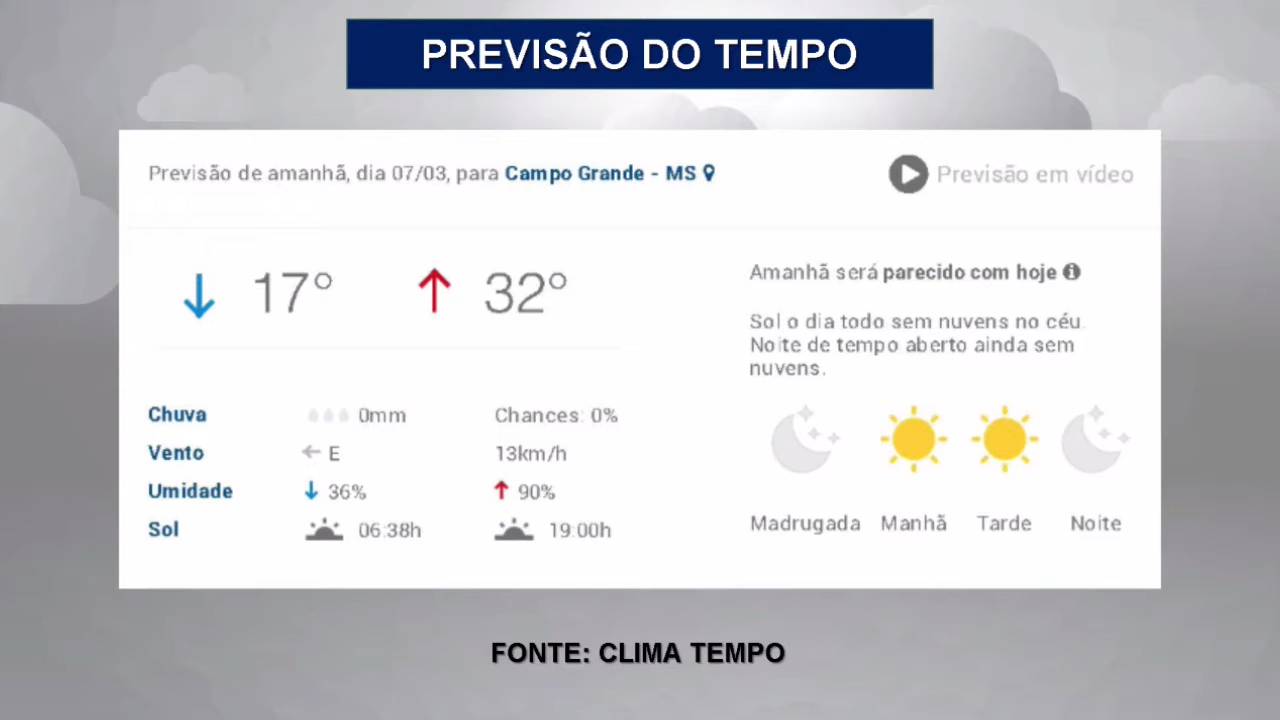 PREVISÃO DO TEMPO
Previsão de amanhã, dia 07/03, para Campo Grande - MS
Previsão em vídeo
17° 32°
Amanhã será parecido com hoje
Sol o dia todo sem nuvens no céu.
Noite de tempo aberto ainda sem
nuvens.
Chuva 0mm Chances: 0%
Vento E 13km/h
Umidade 36% 90%
Sol 06:38h 19:00h
Madrugada Manhã Tarde Noite
FONTE: CLIMA TEMPO